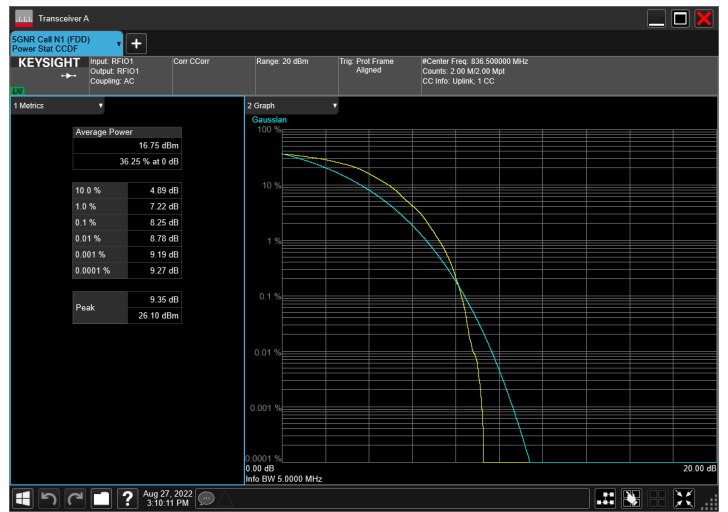 Transceiver A
5GNR Cell N1 (FDD)
Power Stat CCDF
KEYSIGHT
LXI
Input: RFIO1
Output: RFIO1
Coupling: AC
Corr CCorr
Range: 20 dBm
Trig: Prot Frame
Aligned
#Center Freq: 836.500000 MHz
Counts: 2.00 M/2.00 Mpt
CC Info: Uplink, 1 CC
1 Metrics
Average Power
16.75 dBm
36.25 % at 0 dB
10.0 % 4.89 dB
1.0 % 7.22 dB
0.1 % 8.25 dB
0.01 % 8.78 dB
0.001 % 9.19 dB
0.0001 % 9.27 dB
Peak
9.35 dB
26.10 dBm
2 Graph
Gaussian
100 %
10 %
1 %
0.1 %
0.01 %
0.001 %
0.0001 %
0.00 dB 20.00 dB
Info BW 5.0000 MHz
?
Aug 27, 2022
3:10:11 PM